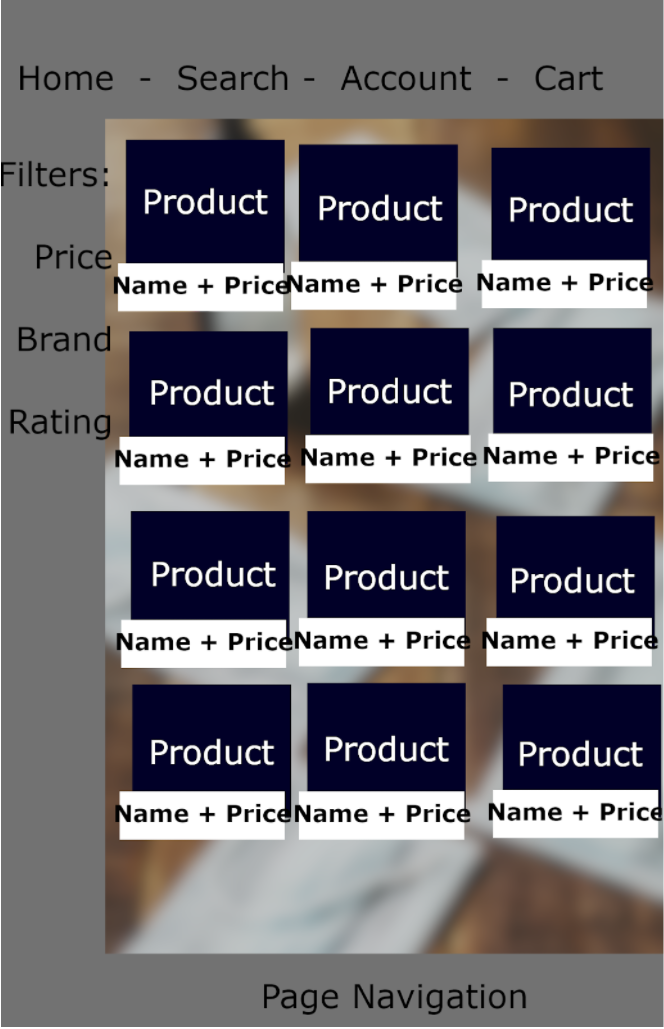 Home - Search - Account - Cart
Filters:
Price
Brand
Rating
Product Product Product
Name + Price Name + Price Name + Price
Product Product Product
Name + Price Name + Price Name + Price
Product Product Product
Name + Price Name + Price Name + Price
Product Product Product
Name + Price Name + Price Name + Price
Page Navigation